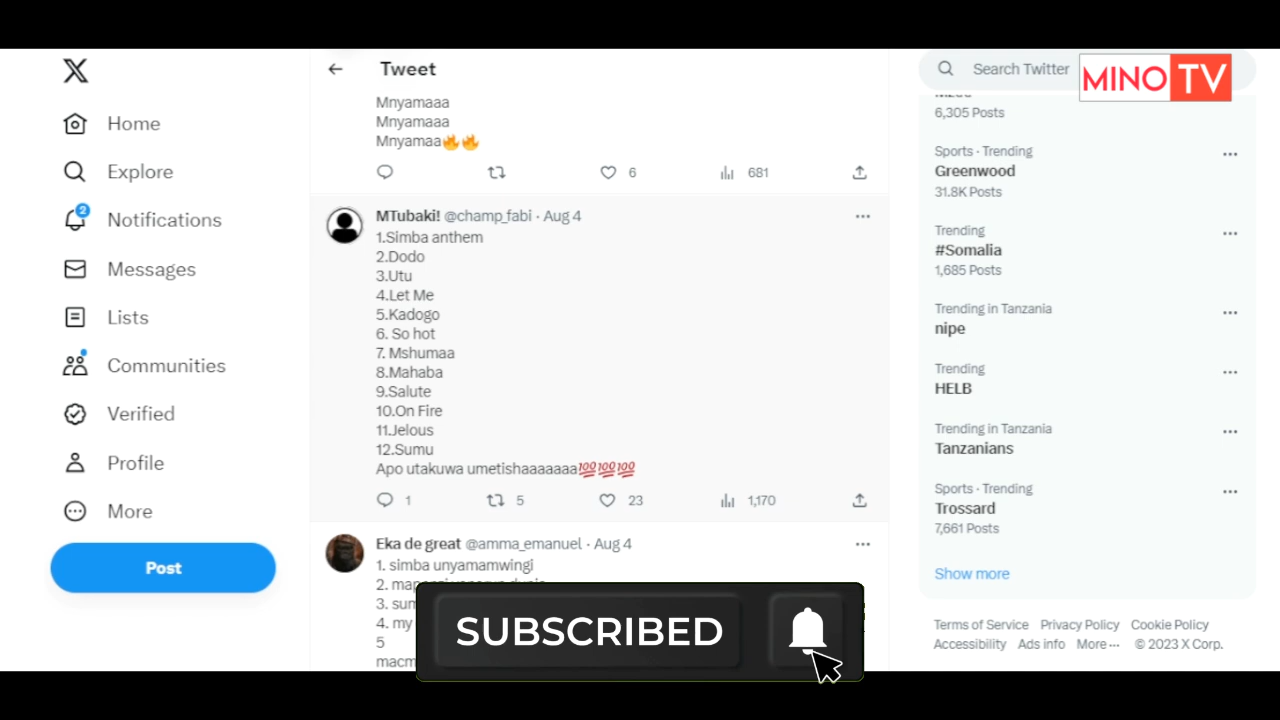 MINO TV
Home
Explore
2
Notifications
Messages
Lists
Communities
Verified
Profile
More
Post
Tweet
Mnyamaaa
Mnyamaaa
Mnyamaa🔥🔥
6 681
MTubaki! @champ_fabi · Aug 4
1.Simba anthem
2.Dodo
3.Utu
4.Let Me
5.Kadogo
6. So hot
7. Mshumaa
8.Mahaba
9.Salute
10.On Fire
11.Jelous
12.Sumu
Apo utakuwa umetishaaaaaaa💯💯💯
1 5 23 1,170
Eka de great @amma_emanuel · Aug 4
1. simba unyamamwingi
2.
3.
4. my
5
SUBSCRIBED
Search Twitter
6,305 Posts
Sports · Trending
Greenwood
31.8K Posts
Trending
#Somalia
1,685 Posts
Trending in Tanzania
nipe
Trending
HELB
Trending in Tanzania
Tanzanians
Sports · Trending
Trossard
7,661 Posts
Show more
Terms of Service Privacy Policy Cookie Policy
Accessibility Ads info More ··· © 2023 X Corp.